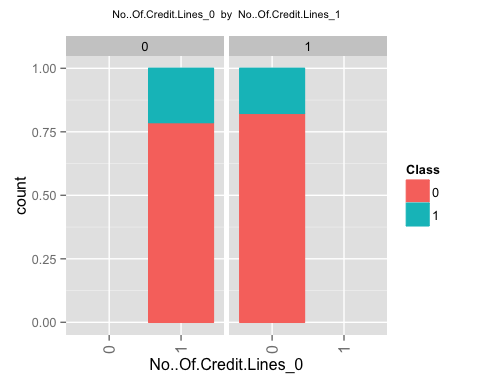 No..Of.Credit.Lines_0 by No..Of.Credit.Lines_1
0 1
1.00
0.75
0.50
0.25
0.00
count
0 1 0 1
No..Of.Credit.Lines_0
Class
0
1